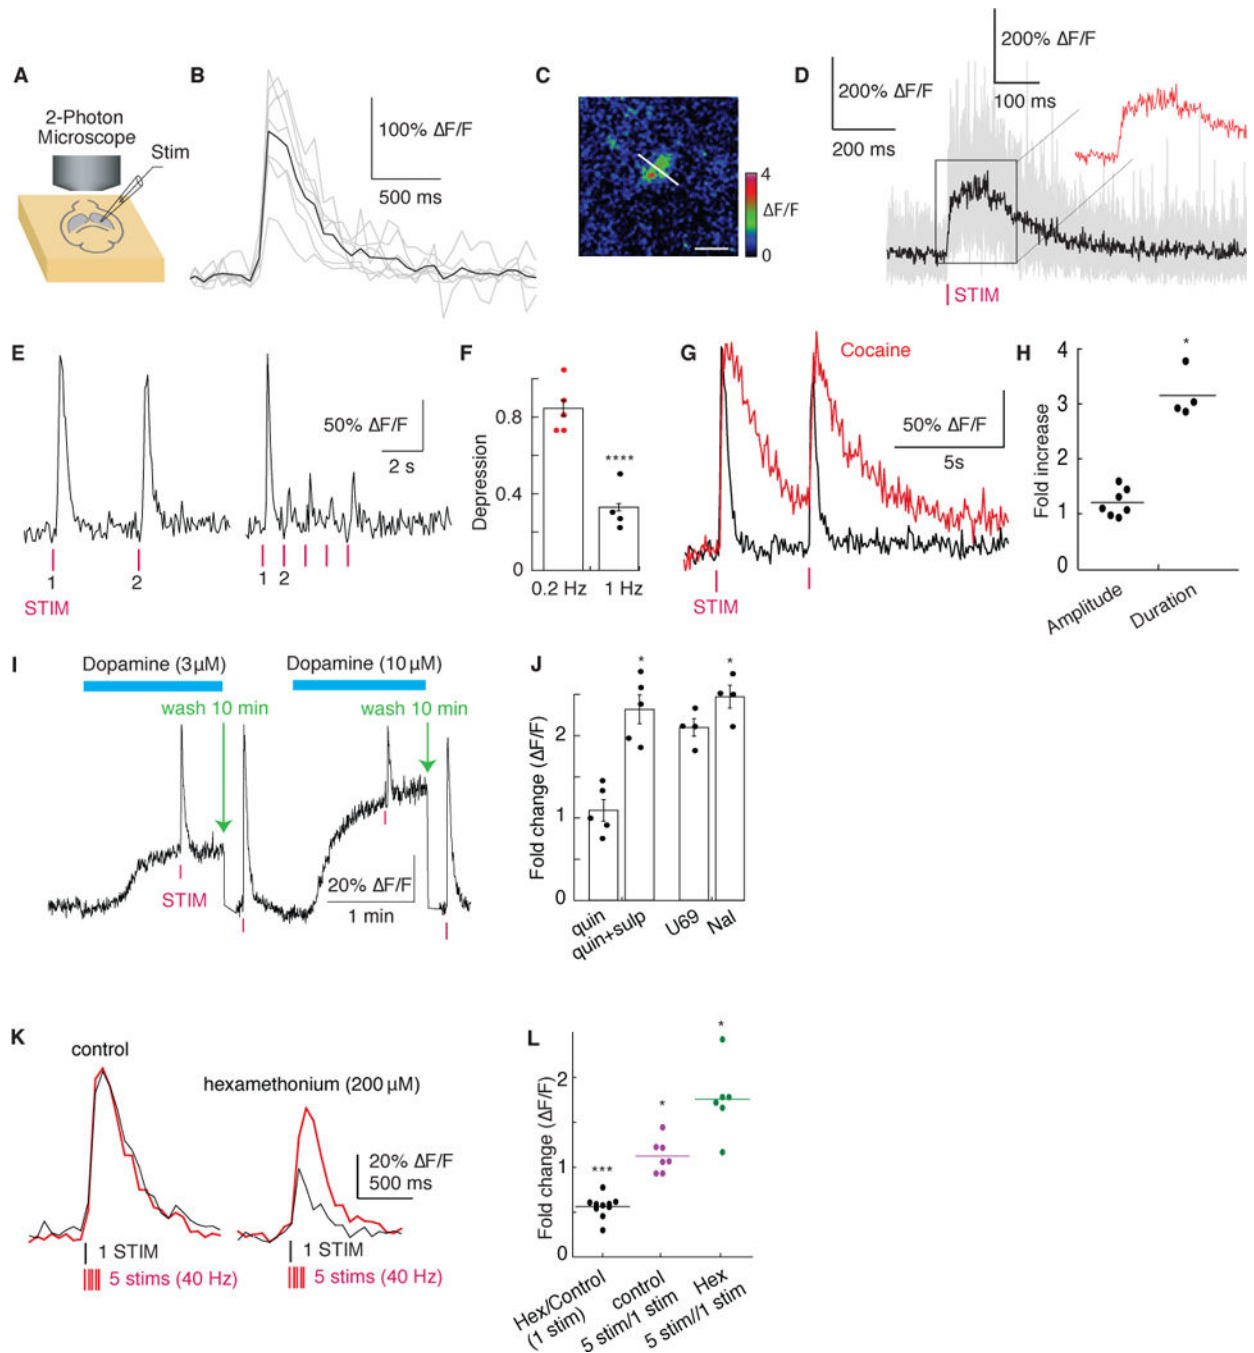 A
2-Photon
Microscope
Stim
B
100% ΔF/F
500 ms
C
4
ΔF/F
0
D
200% ΔF/F
200 ms
200% ΔF/F
100 ms
STIM
E
50% ΔF/F
2 s
1
2
1
2
STIM
F
Depression
0.8
0.4
0
****
0.2 Hz
1 Hz
G
Cocaine
50% ΔF/F
5s
STIM
H
Fold increase
4
3
2
1
0
*
Amplitude
Duration
I
Dopamine (3 μM)
Dopamine (10 μM)
wash 10 min
wash 10 min
STIM
20% ΔF/F
1 min
J
Fold change (ΔF/F)
2
1
0
*
*
quin
quin+sulp
U69
Nal
K
control
hexamethonium (200 μM)
20% ΔF/F
500 ms
1 STIM
5 stims (40 Hz)
1 STIM
5 stims (40 Hz)
L
Fold change (ΔF/F)
2
1
0
***
*
*
Hex/Control
(1 stim)
control
5 stim/1 stim
Hex
5 stim//1 stim